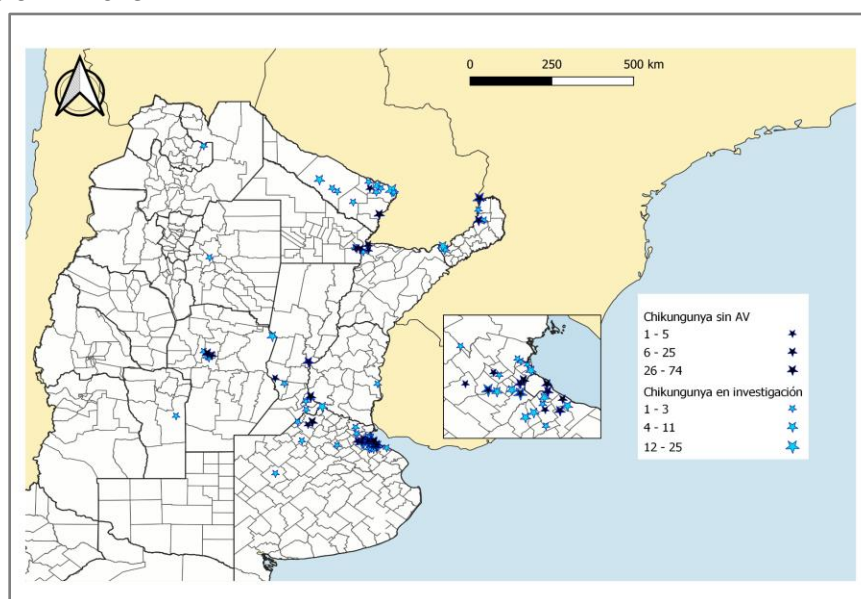 0 250 500 km
Chikungunya sin AV
1 - 5
6 - 25
26 - 74
Chikungunya en investigación
1 - 3
4 - 11
12 - 25